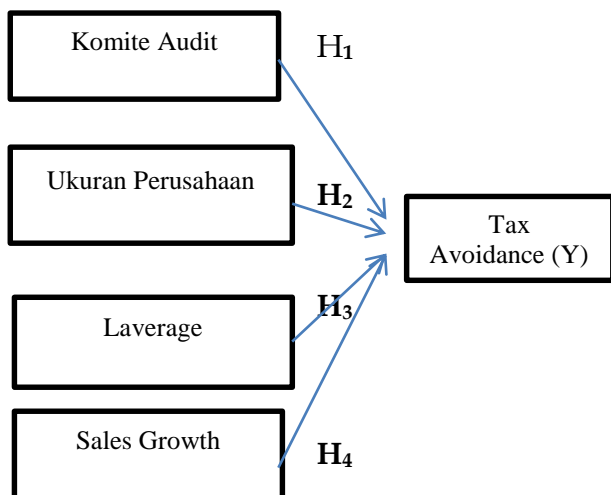 Komite Audit
H₁
Ukuran Perusahaan
H₂
Tax
Avoidance (Y)
Laverage
H₃
Sales Growth
H₄